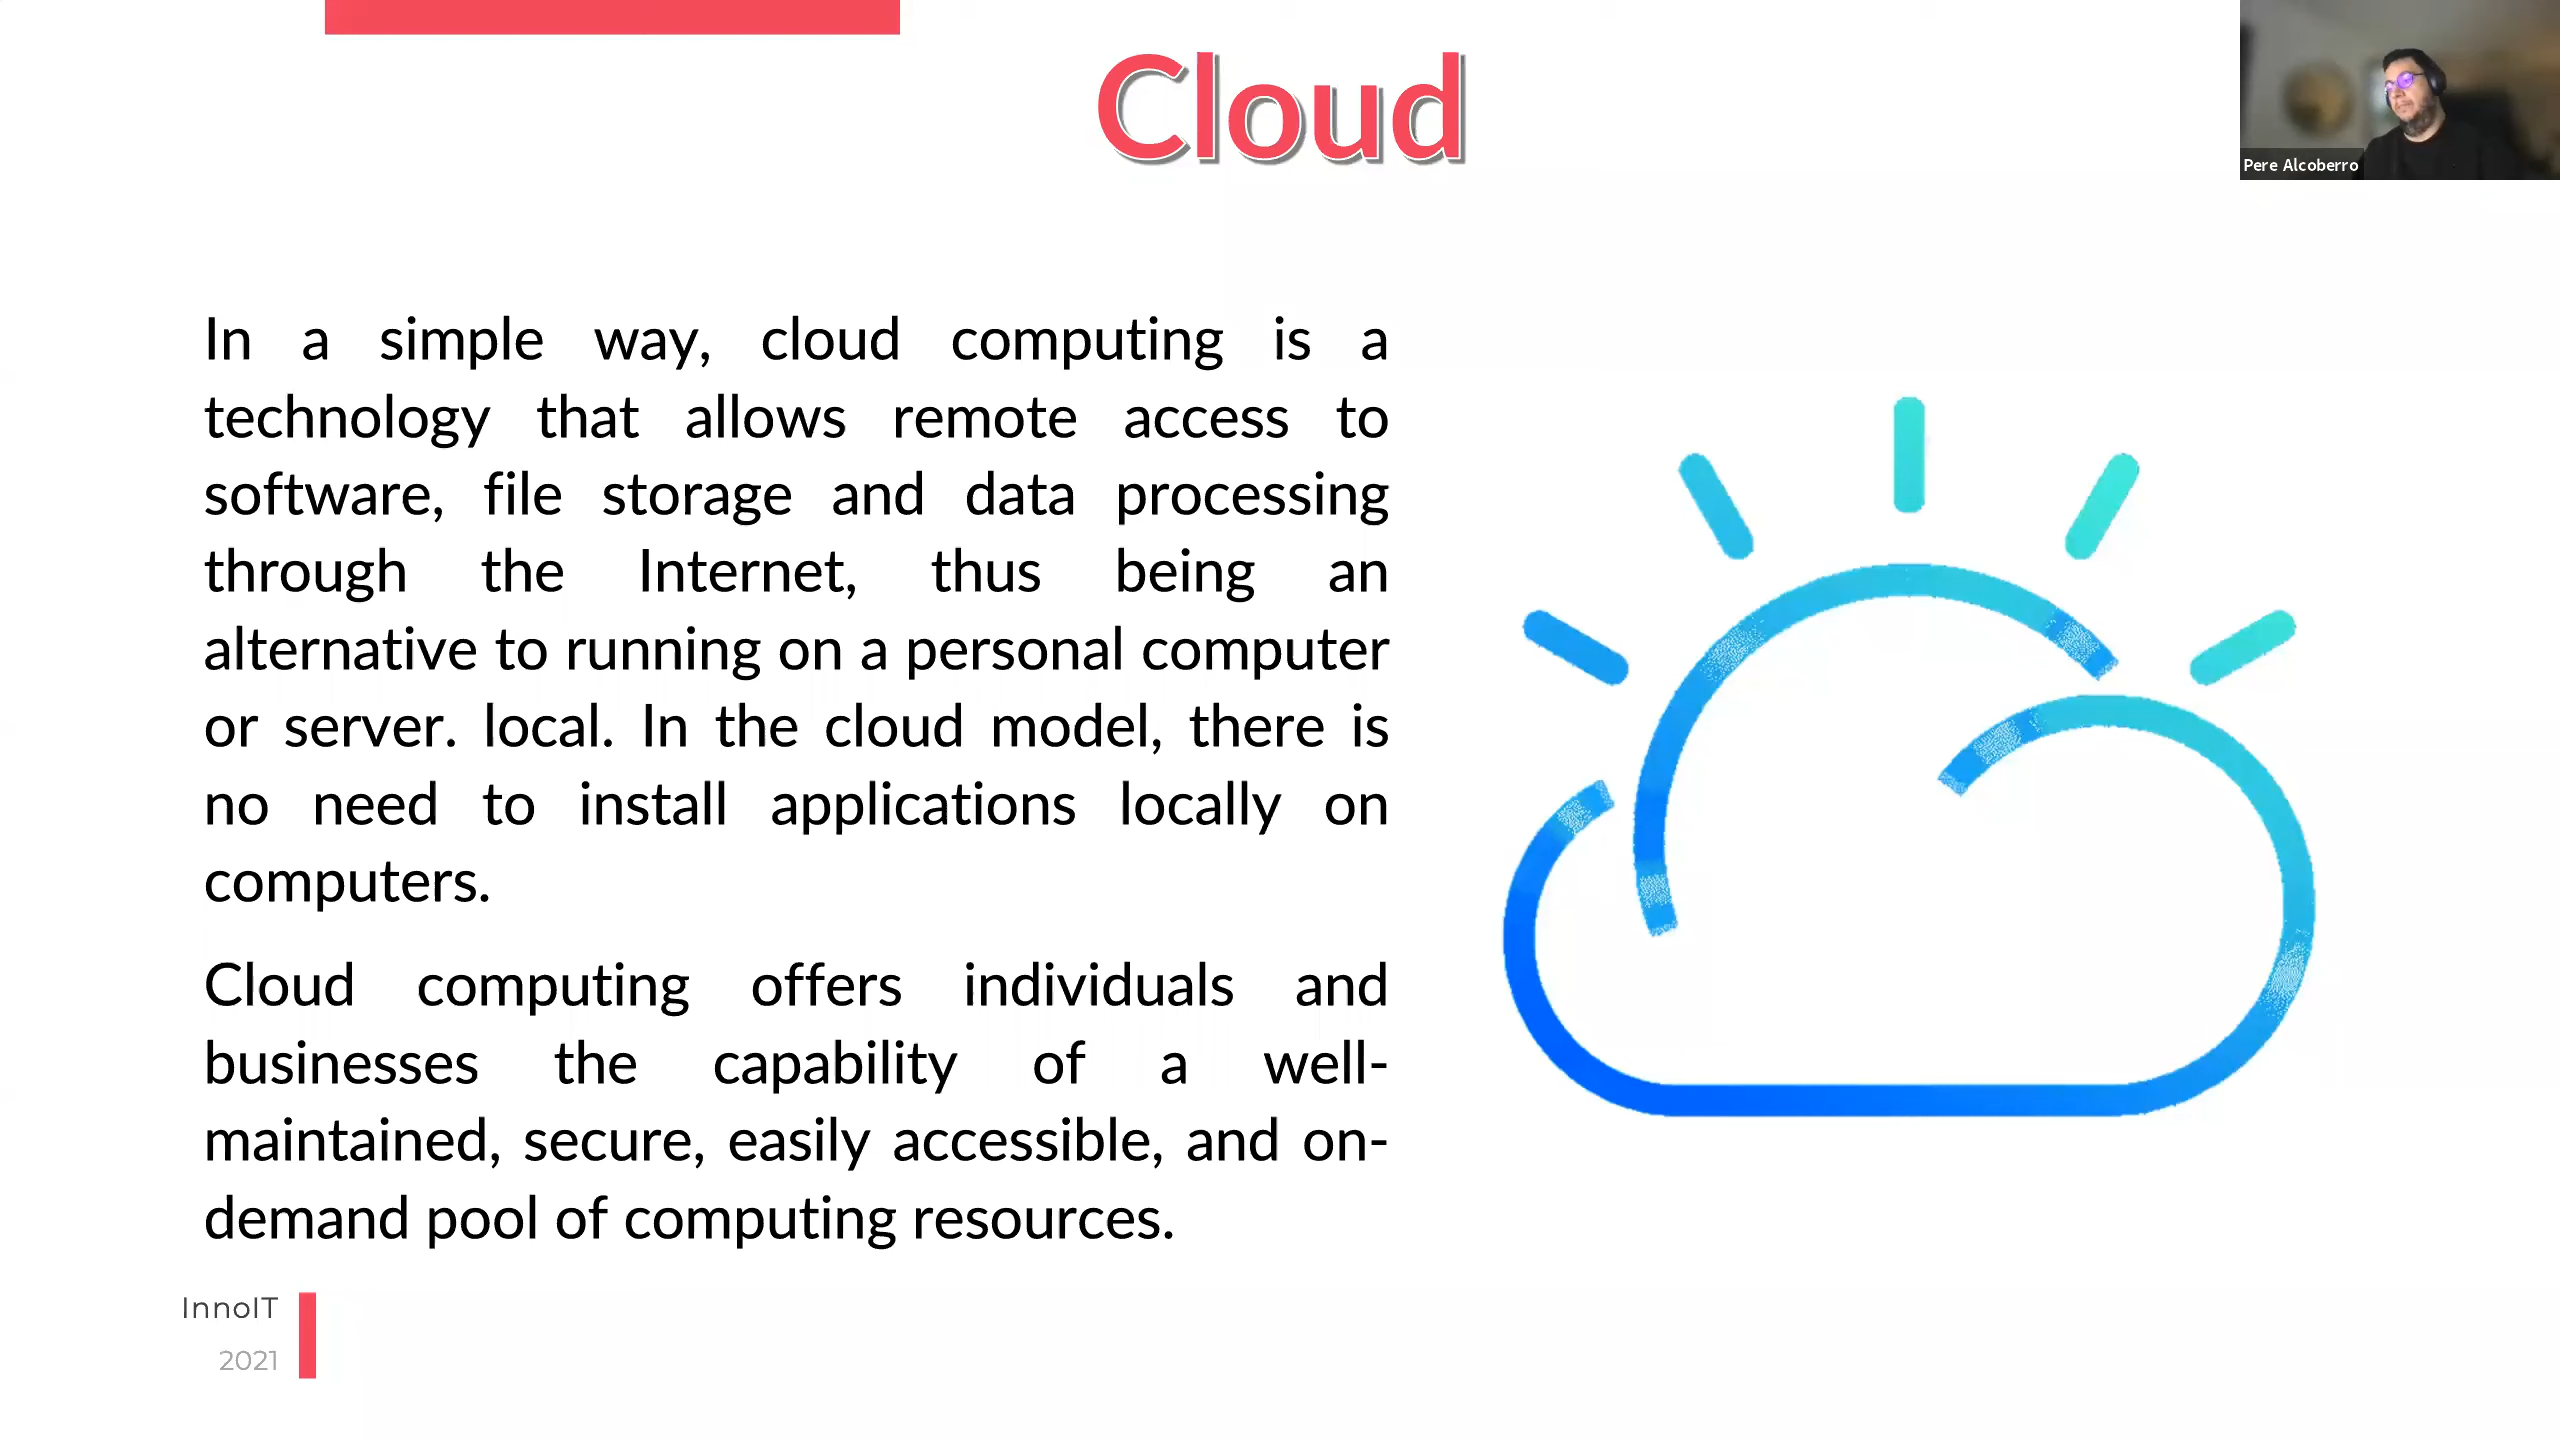 Cloud
Pere Alcoberro
In a simple way, cloud computing is a
technology that allows remote access to
software, file storage and data processing
through the Internet, thus being an
alternative to running on a personal computer
or server. local. In the cloud model, there is
no need to install applications locally on
computers.
Cloud computing offers individuals and
businesses the capability of a well-
maintained, secure, easily accessible, and on-
demand pool of computing resources.
InnoIT
2021